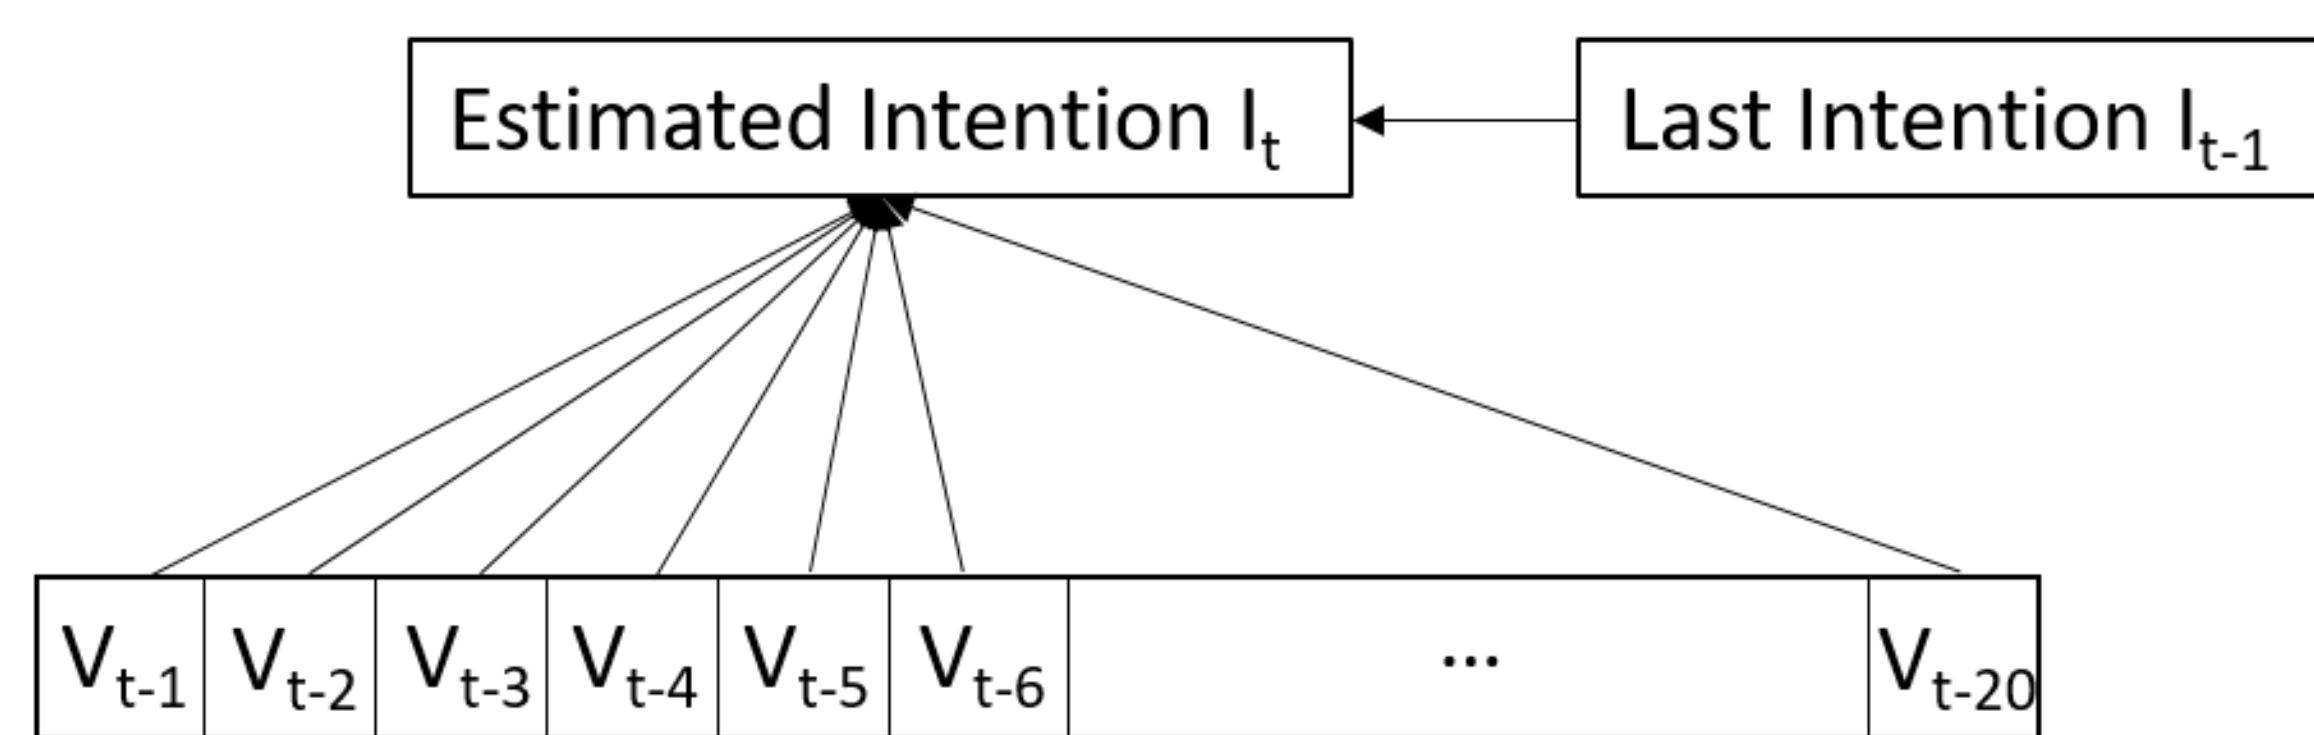 Estimated Intention Iₜ
Last Intention Iₜ₋₁
Vₜ₋₁ Vₜ₋₂ Vₜ₋₃ Vₜ₋₄ Vₜ₋₅ Vₜ₋₆ ... Vₜ₋₂₀